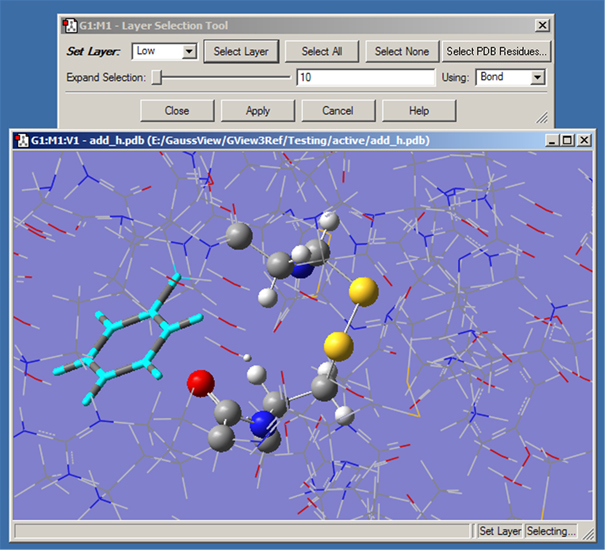 G1:M1 - Layer Selection Tool
Set Layer: Low Select Layer Select All Select None Select PDB Residues...
Expand Selection: 10 Using: Bond
Close Apply Cancel Help
G1:M1:V1 - add_h.pdb (E:/GaussView/GView3Ref/Testing/active/add_h.pdb)
Set Layer Selecting...